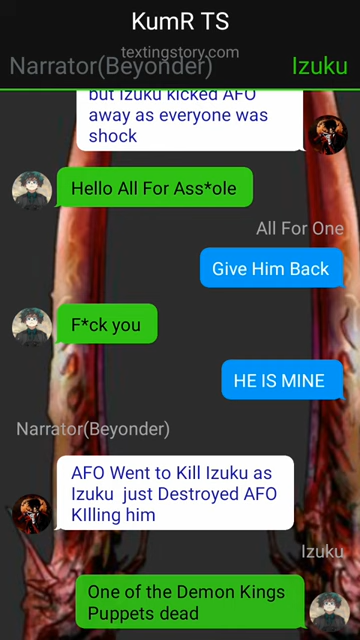 KumR TS
textingstory.com
Narrator(Beyonder)
Izuku
but Izuku kicked AFO
away as everyone was
shock
Hello All For Ass*ole
All For One
Give Him Back
F*ck you
HE IS MINE
Narrator(Beyonder)
AFO Went to Kill Izuku as
Izuku just Destroyed AFO
KIlling him
Izuku
One of the Demon Kings
Puppets dead